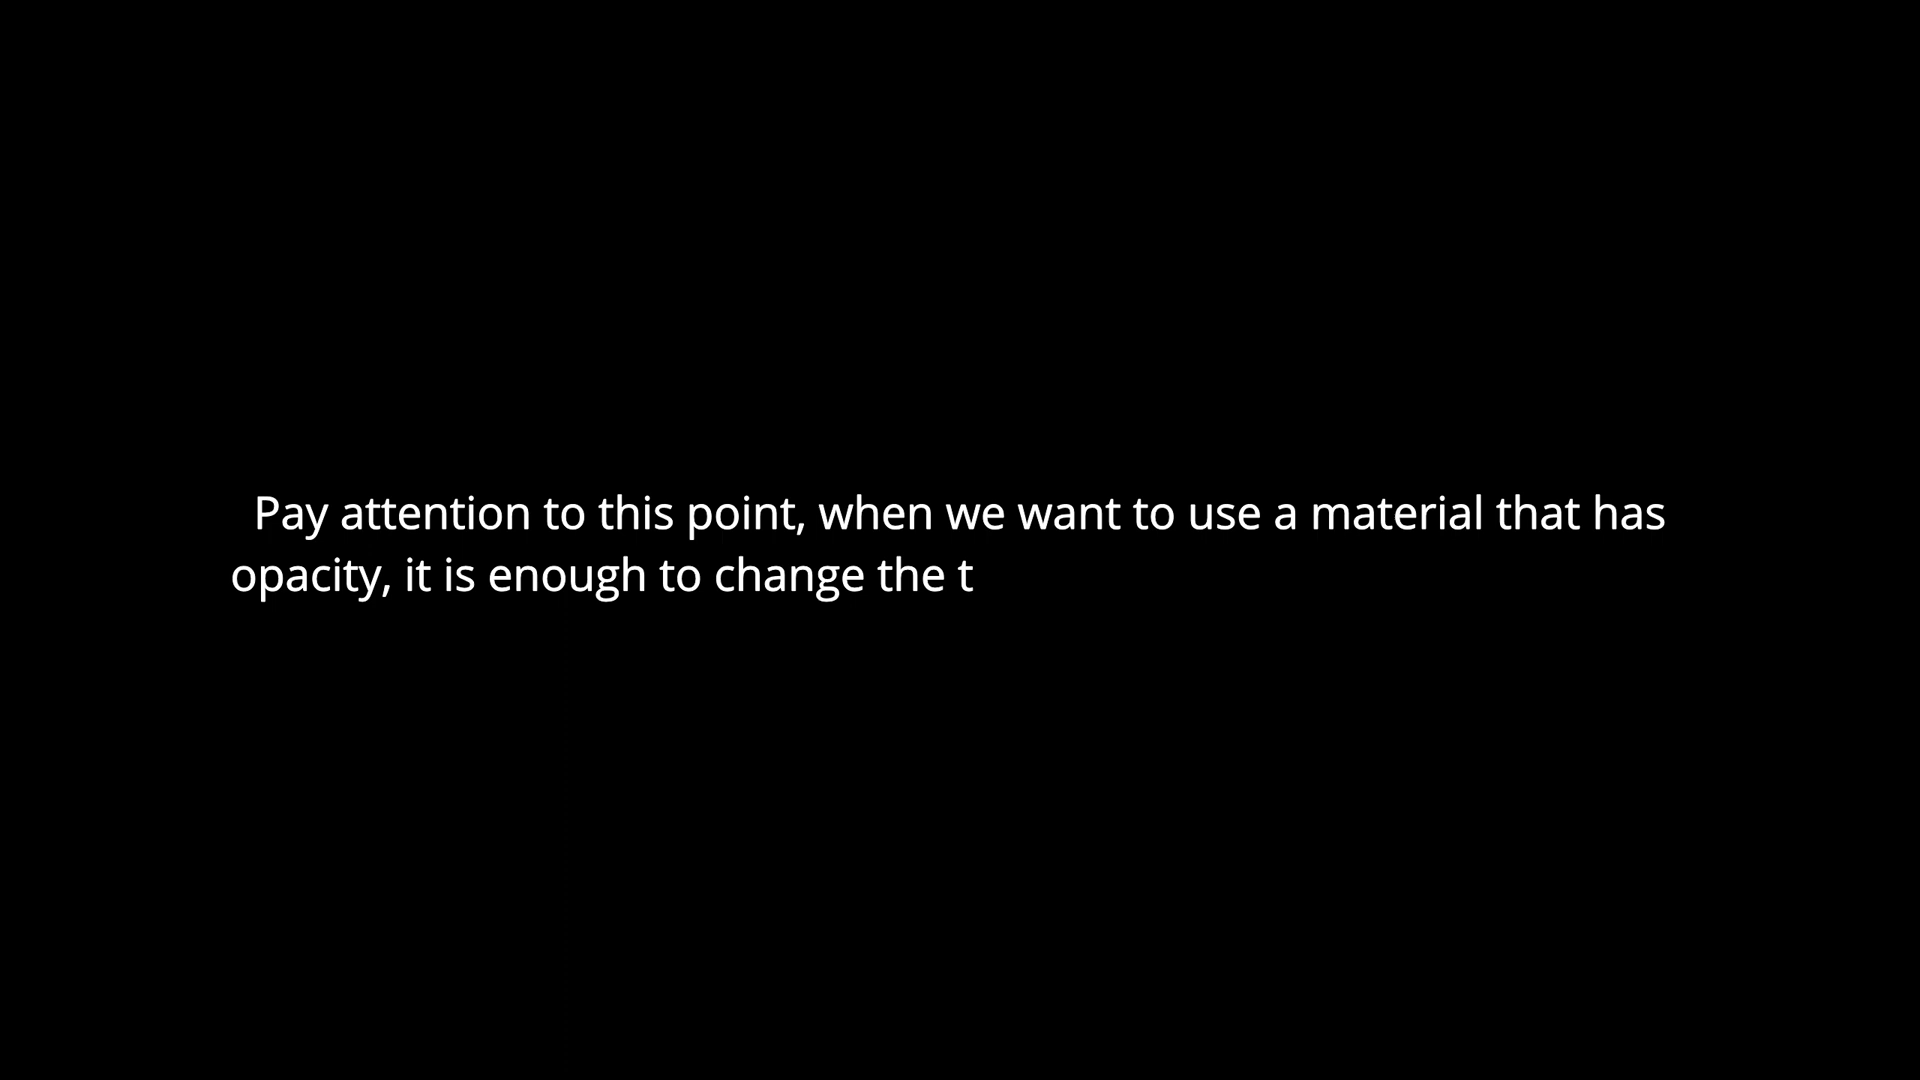 Pay attention to this point, when we want to use a material that has
opacity, it is enough to change the t